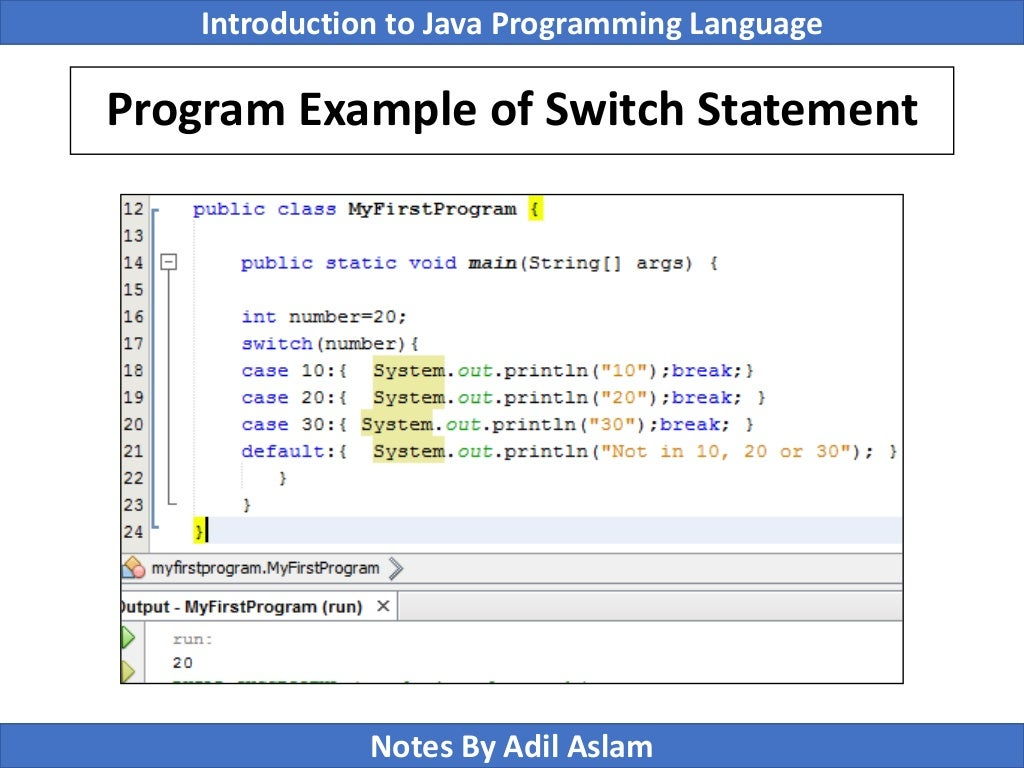 Introduction to Java Programming Language
Program Example of Switch Statement
12 public class MyFirstProgram {
13
14 public static void main(String[] args) {
15
16 int number=20;
17 switch(number){
18 case 10:{  System.out.println("10");break;}
19 case 20:{  System.out.println("20");break; }
20 case 30:{ System.out.println("30");break; }
21 default:{  System.out.println("Not in 10, 20 or 30"); }
22 }
23 }
24 }
myfirstprogram.MyFirstProgram
Output - MyFirstProgram (run)
run:
20
Notes By Adil Aslam